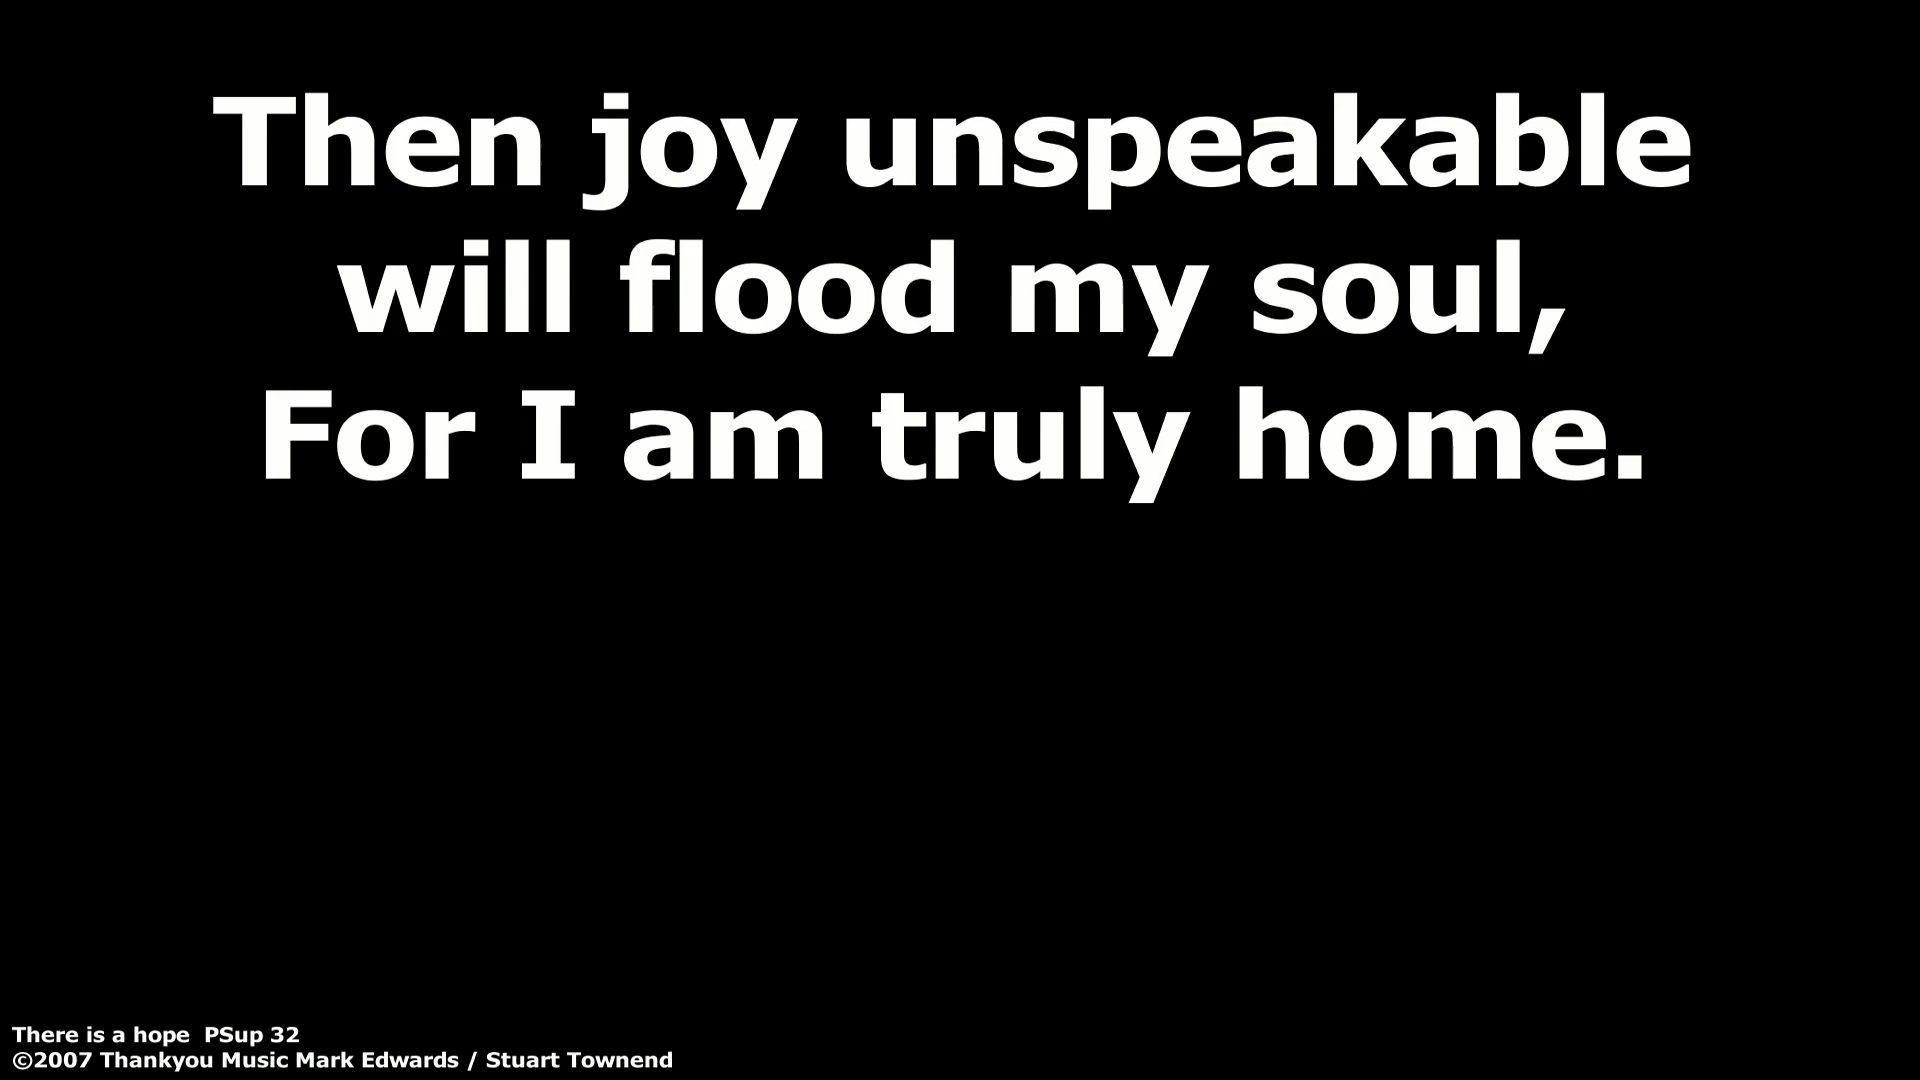 Then joy unspeakable
will flood my soul,
For I am truly home.
There is a hope  PSup 32
©2007 Thankyou Music Mark Edwards / Stuart Townend